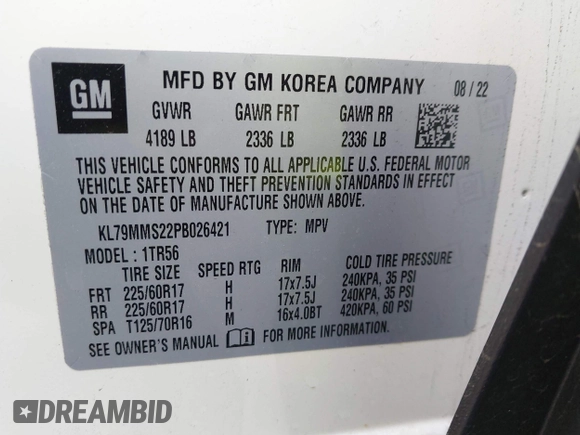 GM
MFD BY GM KOREA COMPANY 08 / 22
GVWR GAWR FRT GAWR RR
4189 LB 2336 LB 2336 LB
THIS VEHICLE CONFORMS TO ALL APPLICABLE U.S. FEDERAL MOTOR
VEHICLE SAFETY AND THEFT PREVENTION STANDARDS IN EFFECT
ON THE DATE OF MANUFACTURE SHOWN ABOVE.
KL79MMS22PB026421 TYPE: MPV
MODEL : 1TR56
TIRE SIZE SPEED RTG RIM COLD TIRE PRESSURE
FRT 225/60R17 H 17x7.5J 240KPA, 35 PSI
RR 225/60R17 H 17x7.5J 240KPA, 35 PSI
SPA T125/70R16 M 16x4.0BT 420KPA, 60 PSI
SEE OWNER'S MANUAL FOR MORE INFORMATION.
DREAMBID